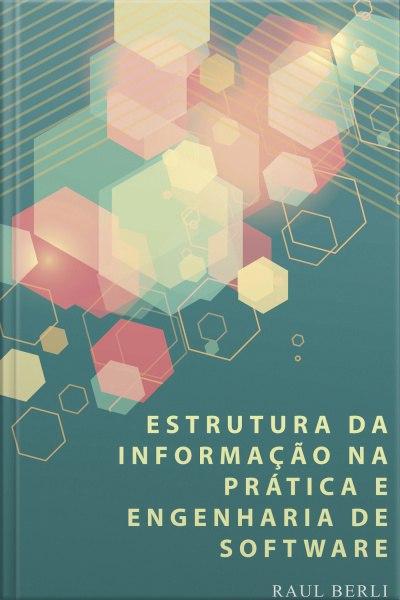 ESTRUTURA DA
INFORMAÇÃO NA
PRÁTICA E
ENGENHARIA DE
SOFTWARE
RAUL BERLI